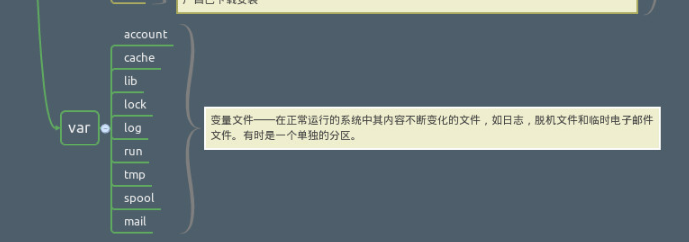 account
cache
lib
lock
var
log
run
tmp
spool
mail
变量文件——在正常运行的系统中其内容不断变化的文件，如日志，脱机文件和临时电子邮件
文件。有时是一个单独的分区。